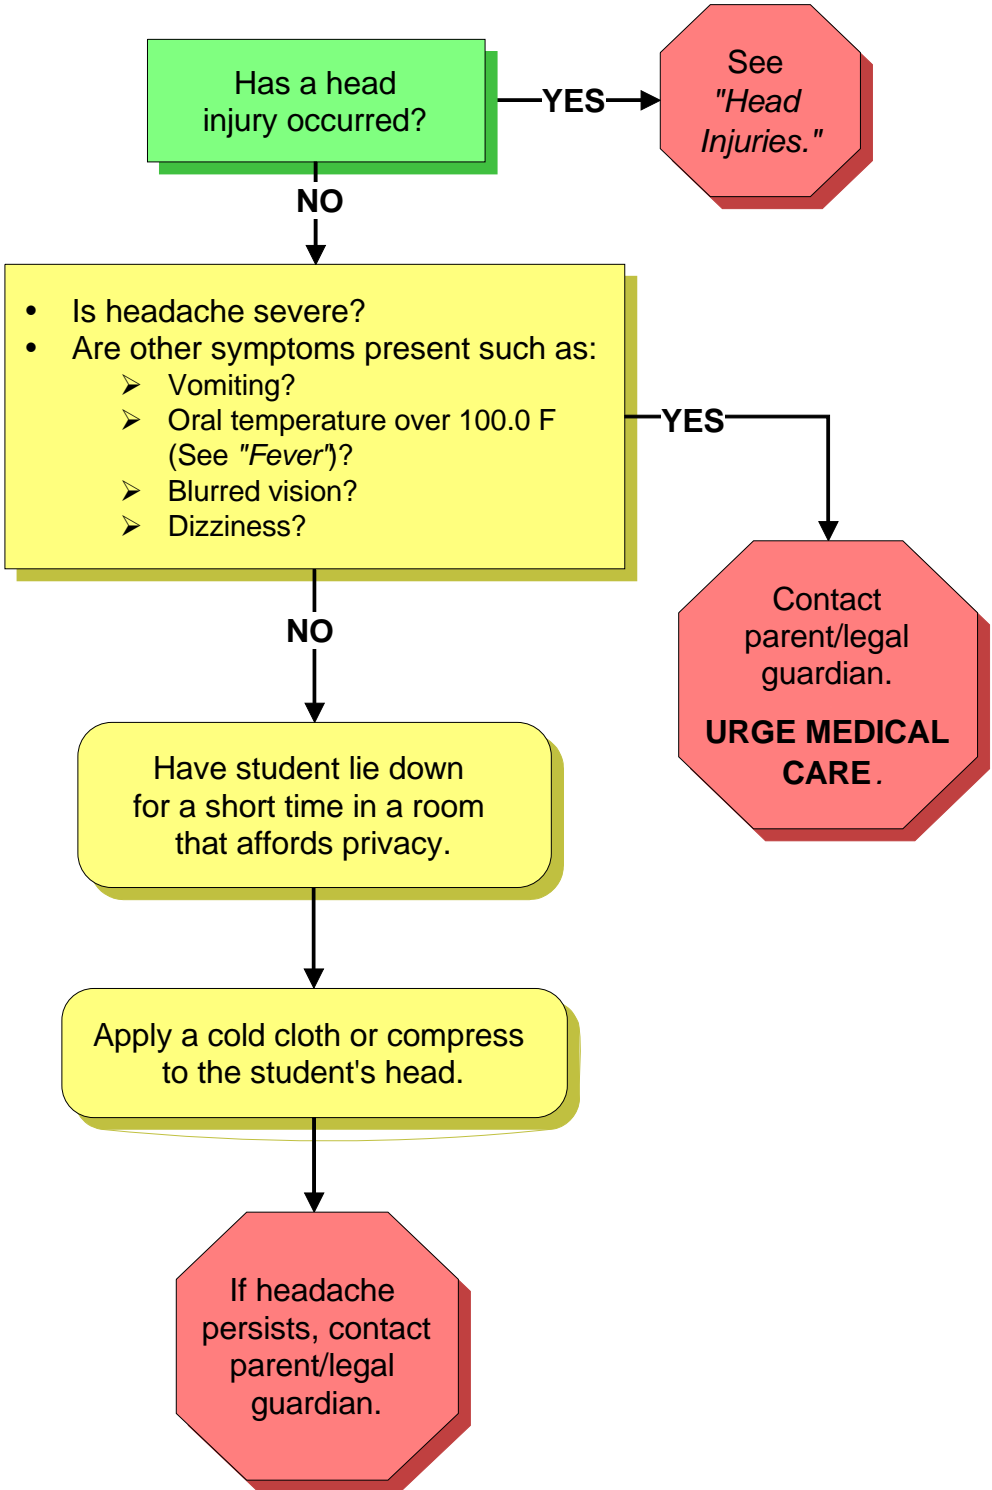 Has a head
injury occurred?
YES
See
"Head
Injuries."
NO
• Is headache severe?
• Are other symptoms present such as:
➢ Vomiting?
➢ Oral temperature over 100.0 F
(See "Fever")?
➢ Blurred vision?
➢ Dizziness?
YES
Contact
parent/legal
guardian.
URGE MEDICAL
CARE.
NO
Have student lie down
for a short time in a room
that affords privacy.
Apply a cold cloth or compress
to the student's head.
If headache
persists, contact
parent/legal
guardian.